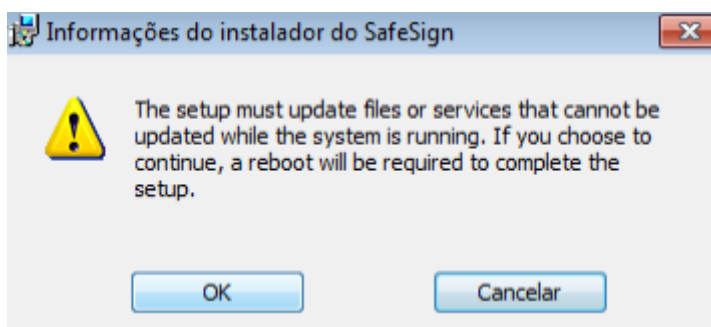 Informações do instalador do SafeSign
The setup must update files or services that cannot be
updated while the system is running. If you choose to
continue, a reboot will be required to complete the
setup.
OK
Cancelar